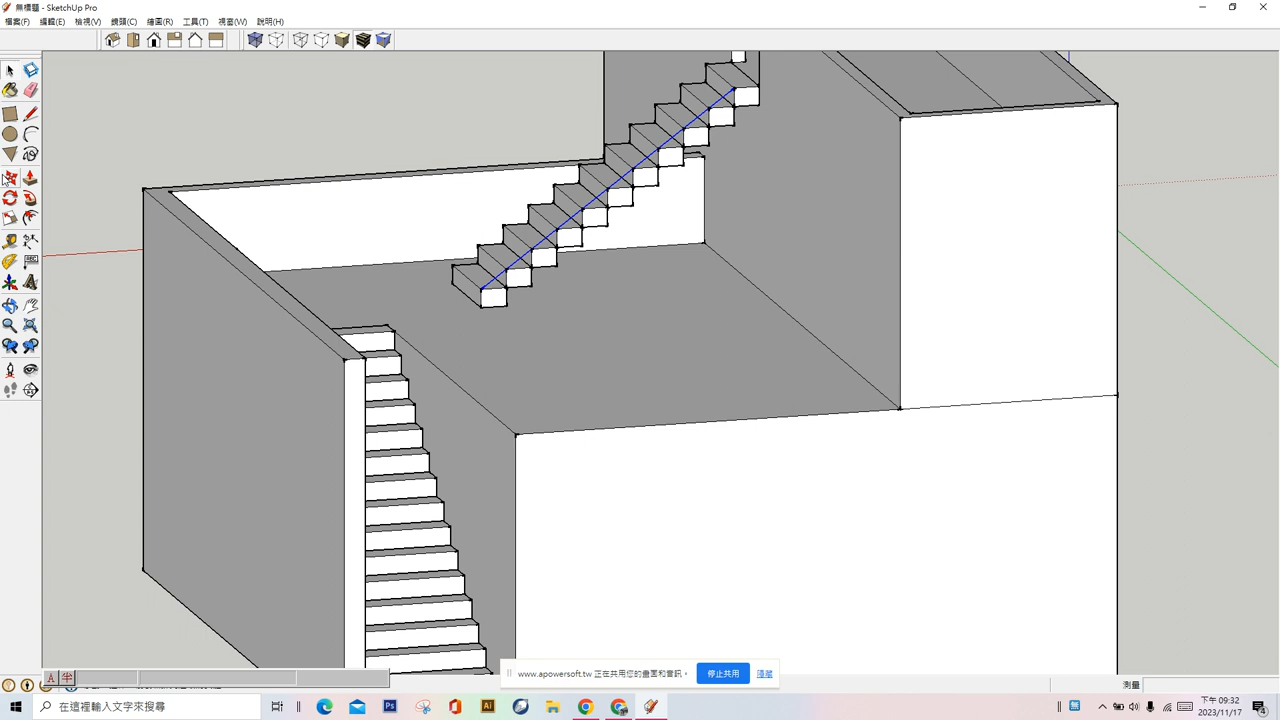 無標題 - SketchUp Pro
檔案(F) 編輯(E) 檢視(V) 鏡頭(C) 繪圖(R) 工具(T) 視窗(W) 說明(H)
ABC
www.apowersoft.tw 正在共用您的畫面和音訊。
停止共用
隱藏
測量
在這裡輸入文字來搜尋
Ps
Ai
下午 09:32
2023/11/17